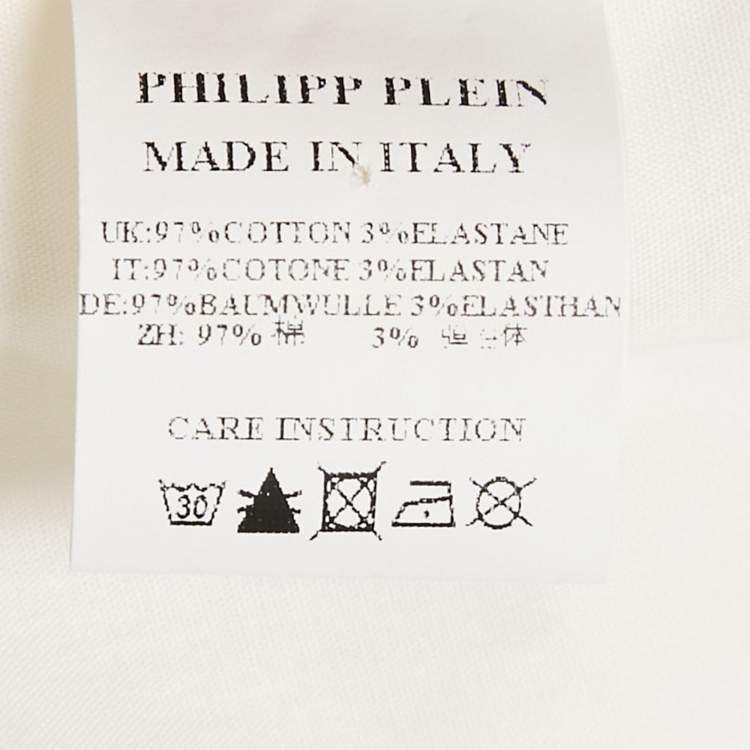 PHILIPP PLEIN
MADE IN ITALY
UK:97%COTTON 3%ELASTANE
IT:97%COTONE 3%ELASTAN
DE:97%BAUMWULLE 3%ELASTHAN
ZH: 97% 棉 3%
CARE INSTRUCTION
30